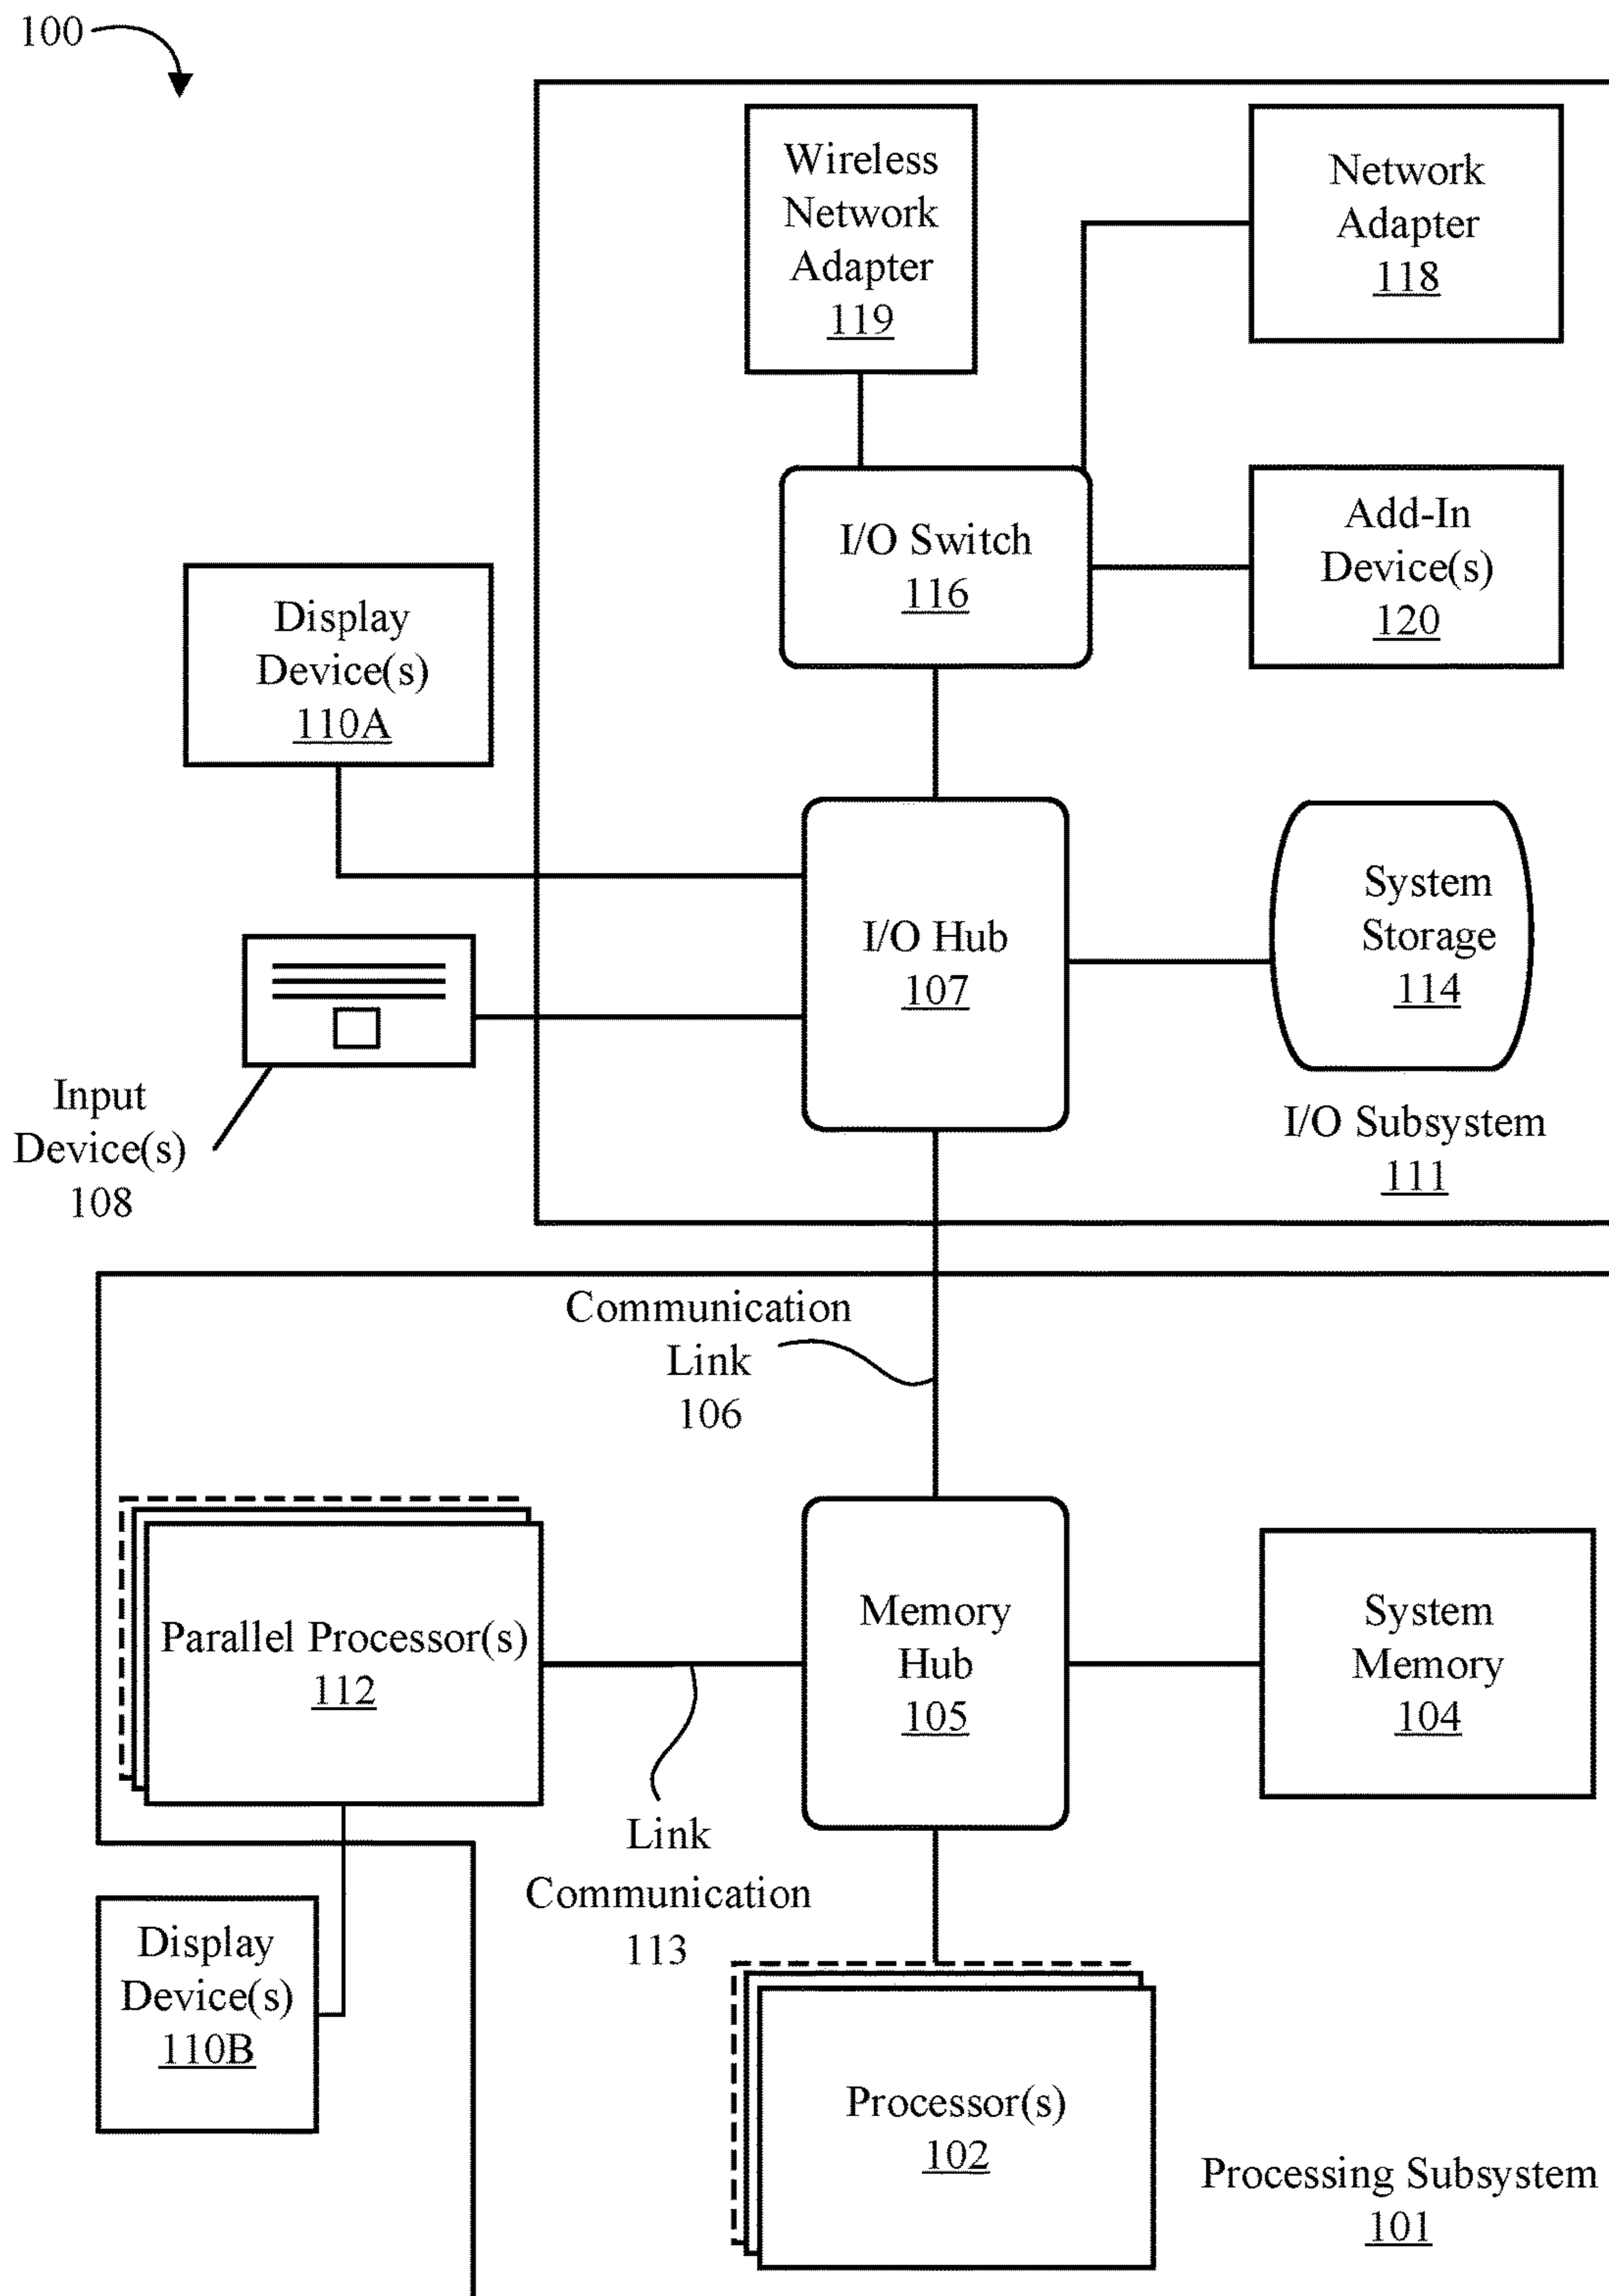 100
Wireless
Network
Adapter
119
Network
Adapter
118
I/O Switch
116
Add-In
Device(s)
120
Display
Device(s)
110A
I/O Hub
107
System
Storage
114
Input
Device(s)
108
I/O Subsystem
111
Communication
Link
106
Parallel Processor(s)
112
Memory
Hub
105
System
Memory
104
Link
Communication
113
Display
Device(s)
110B
Processor(s)
102
Processing Subsystem
101